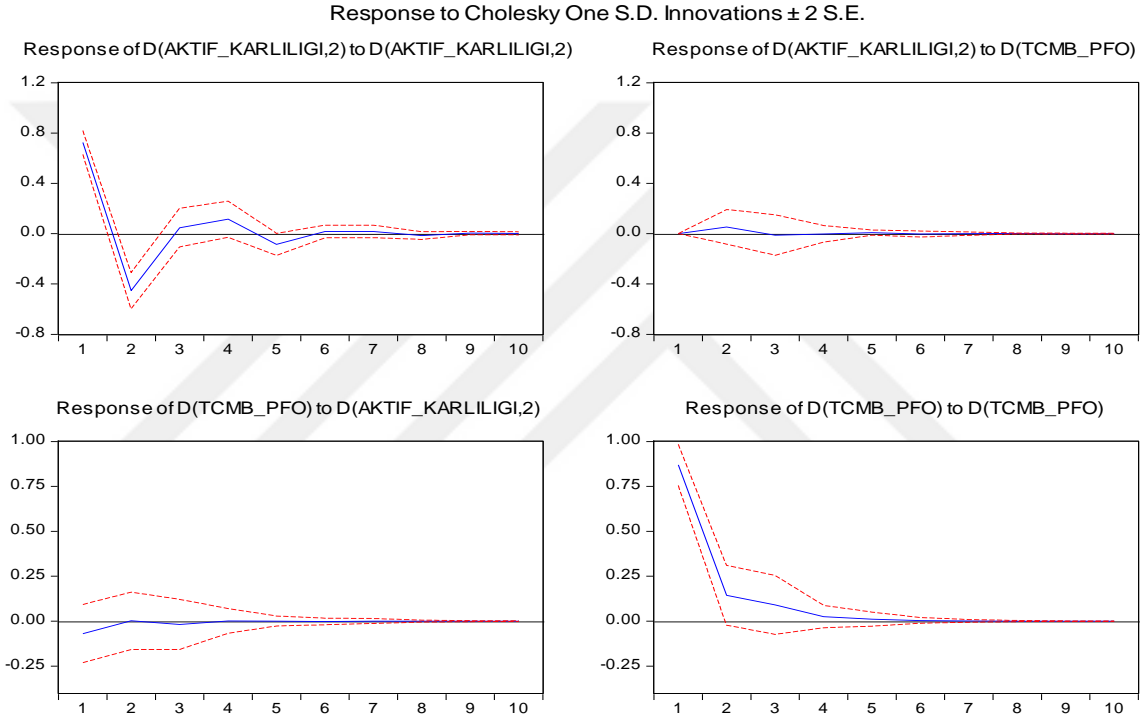 Response to Cholesky One S.D. Innovations ± 2 S.E.
Response of D(AKTIF_KARLILIGI,2) to D(AKTIF_KARLILIGI,2)
1.2
0.8
0.4
0.0
-0.4
-0.8
1 2 3 4 5 6 7 8 9 10
Response of D(AKTIF_KARLILIGI,2) to D(TCMB_PFO)
1.2
0.8
0.4
0.0
-0.4
-0.8
1 2 3 4 5 6 7 8 9 10
Response of D(TCMB_PFO) to D(AKTIF_KARLILIGI,2)
1.00
0.75
0.50
0.25
0.00
-0.25
1 2 3 4 5 6 7 8 9 10
Response of D(TCMB_PFO) to D(TCMB_PFO)
1.00
0.75
0.50
0.25
0.00
-0.25
1 2 3 4 5 6 7 8 9 10